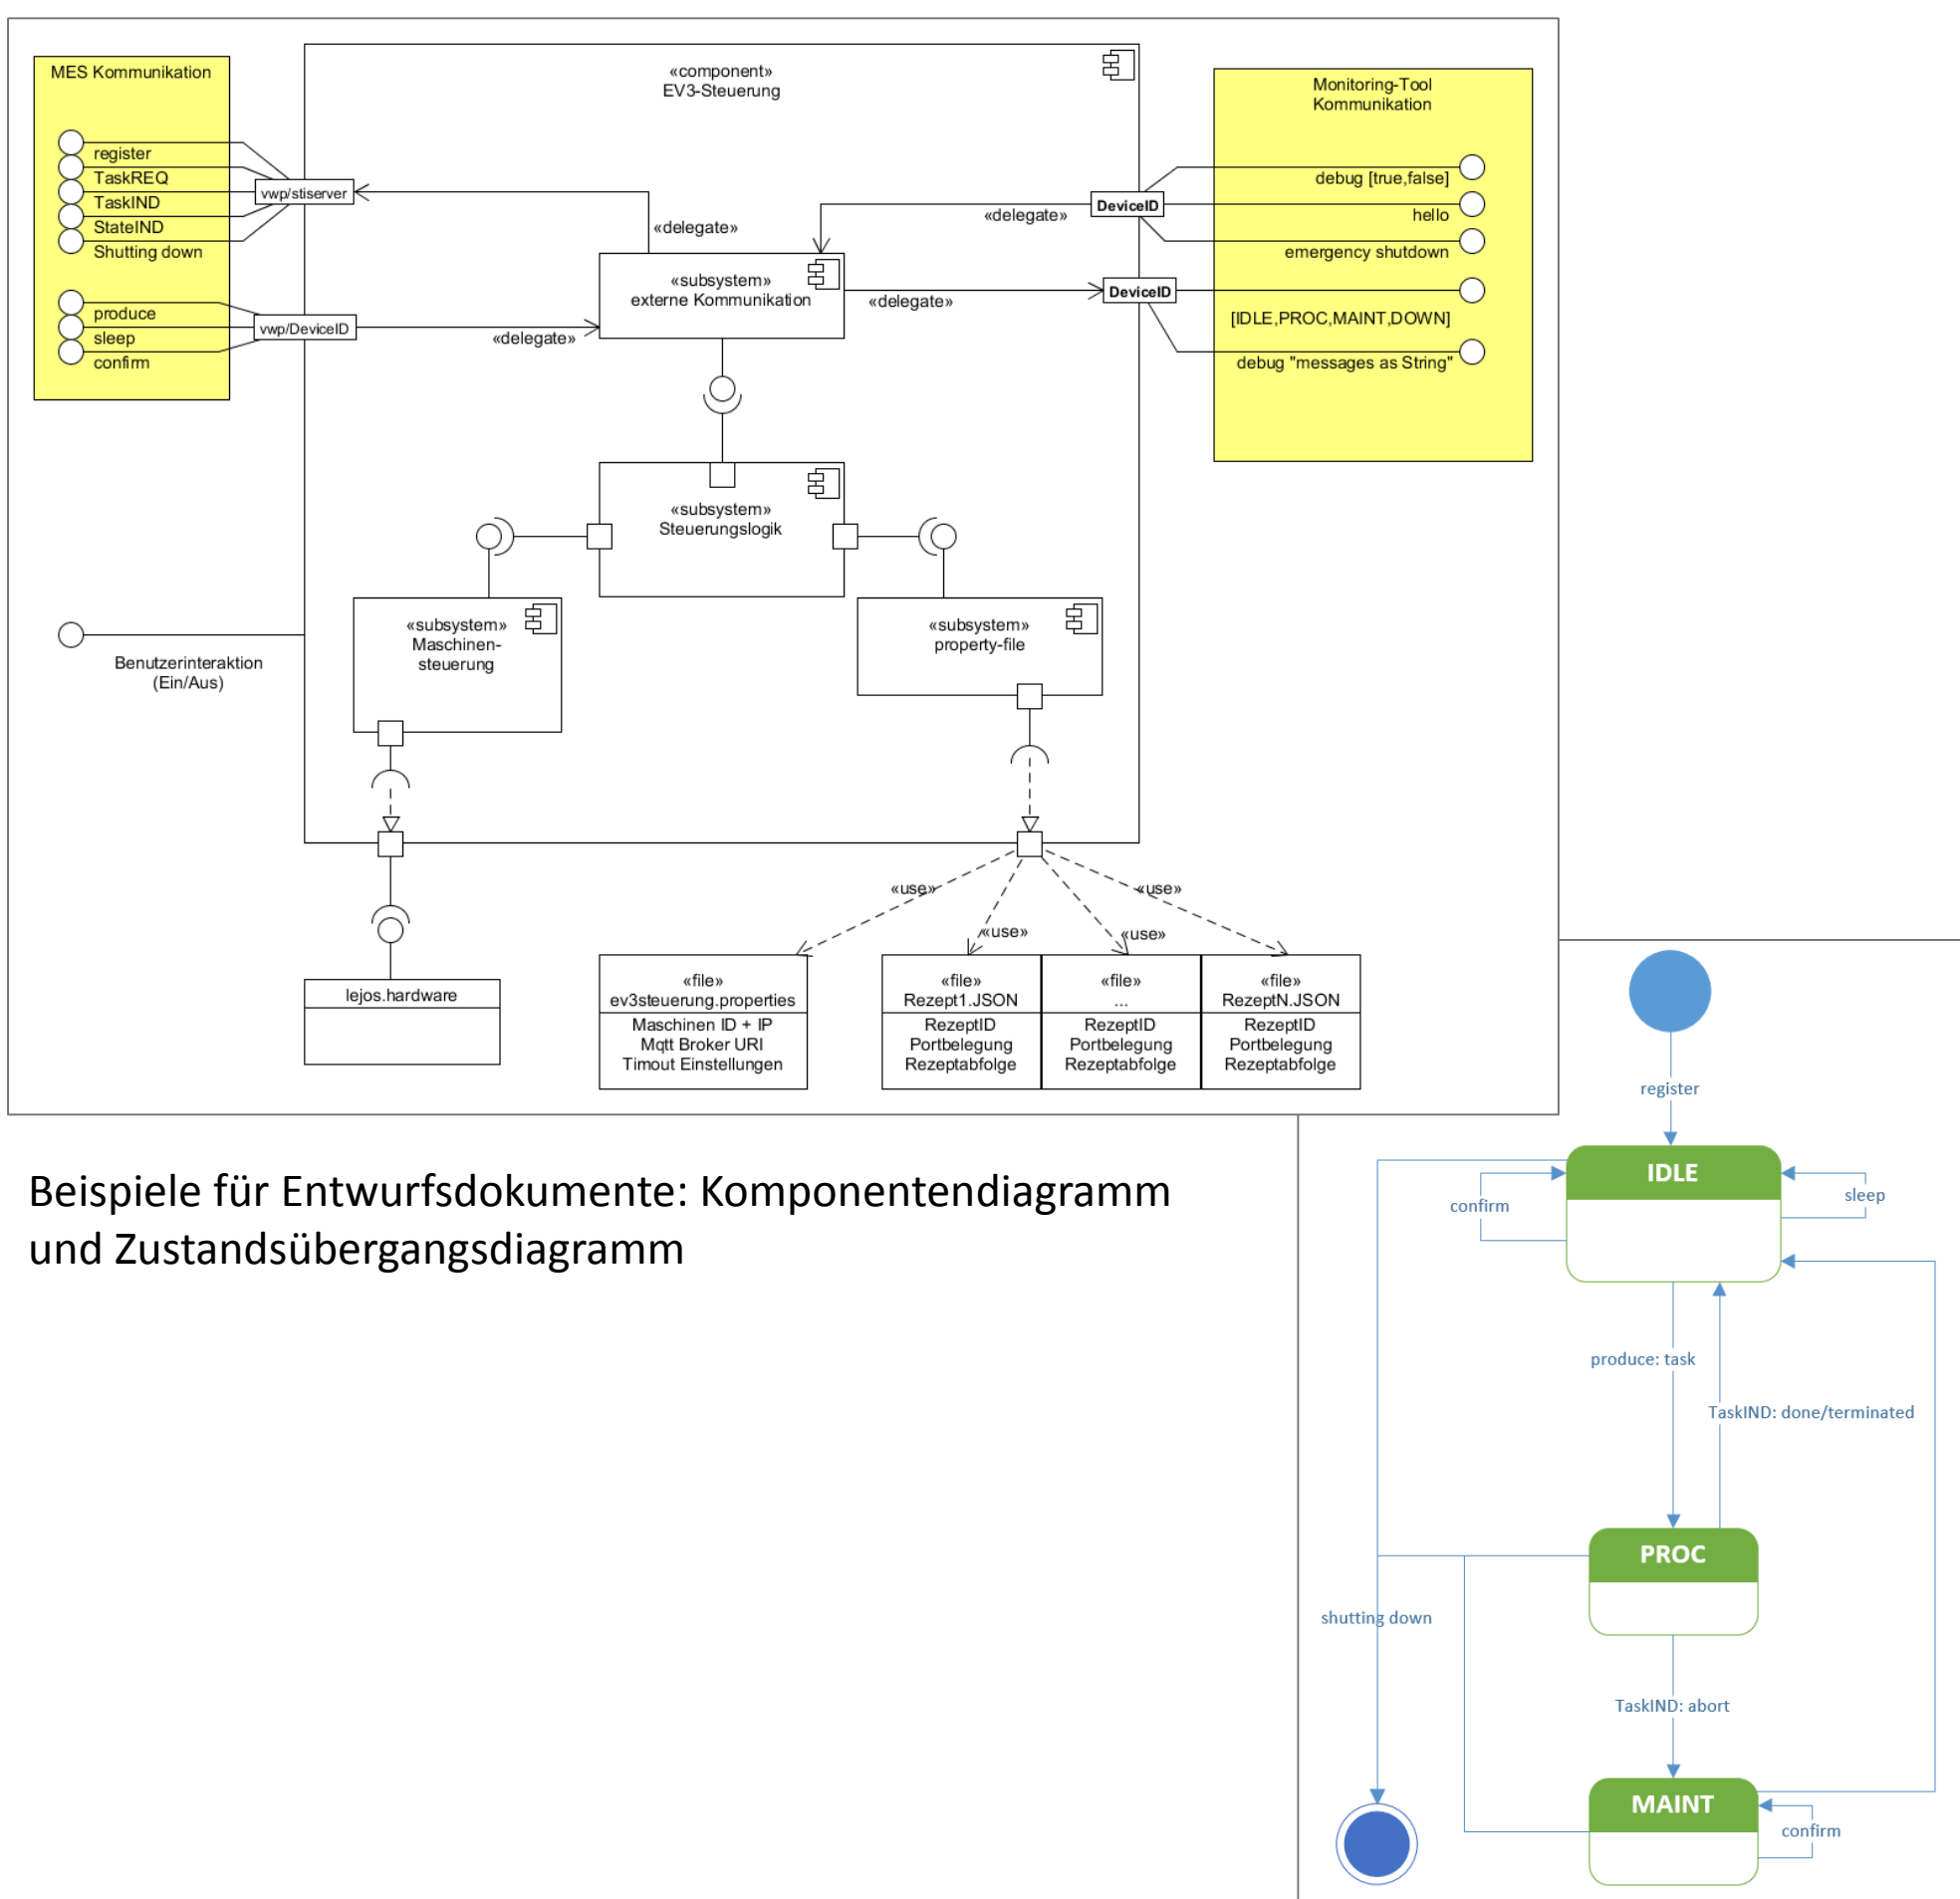 MES Kommunikation
register
TaskREQ
TaskIND
StateIND
Shutting down
produce
sleep
confirm
vwp/stiserver
vwp/DeviceID
«component»
EV3-Steuerung
«delegate»
«delegate»
«delegate»
«delegate»
«subsystem»
externe Kommunikation
DeviceID
DeviceID
Monitoring-Tool
Kommunikation
debug [true,false]
hello
emergency shutdown
[IDLE,PROC,MAINT,DOWN]
debug "messages as String"
«subsystem»
Steuerungslogik
«subsystem»
Maschinen-
steuerung
«subsystem»
property-file
Benutzerinteraktion
(Ein/Aus)
«use»
«use»
«use»
«use»
lejos.hardware
«file»
ev3steuerung.properties
Maschinen ID + IP
Mqtt Broker URI
Timout Einstellungen
«file»
Rezept1.JSON
RezeptID
Portbelegung
Rezeptabfolge
«file»
...
RezeptID
Portbelegung
Rezeptabfolge
«file»
RezeptN.JSON
RezeptID
Portbelegung
Rezeptabfolge
Beispiele für Entwurfsdokumente: Komponentendiagramm
und Zustandsübergangsdiagramm
register
IDLE
confirm
sleep
produce: task
TaskIND: done/terminated
PROC
shutting down
TaskIND: abort
MAINT
confirm